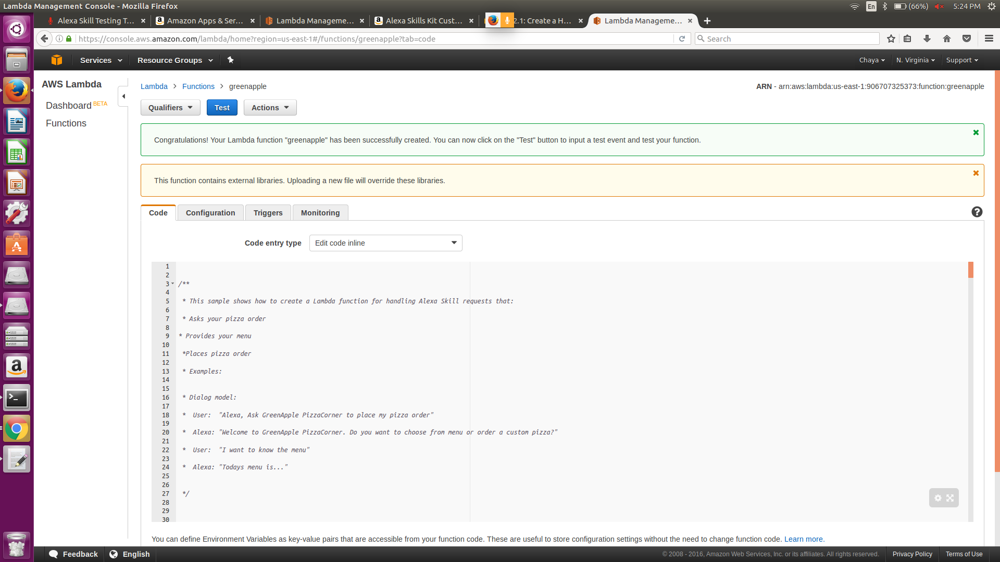 Lambda Management Console - Mozilla Firefox
En
(66%)
5:24 PM
Alexa Skill Testing T...
Amazon Apps & Ser...
Lambda Manageme...
Alexa Skills Kit Cust...
2.1: Create a H...
Lambda Manageme...
https://console.aws.amazon.com/lambda/home?region=us-east-1#/functions/greenapple?tab=code
Search
Services
Resource Groups
Chaya
N. Virginia
Support
AWS Lambda
Dashboard BETA
Functions
Lambda > Functions > greenapple
ARN - arn:aws:lambda:us-east-1:906707325373:function:greenapple
Qualifiers
Test
Actions
Congratulations! Your Lambda function "greenapple" has been successfully created. You can now click on the "Test" button to input a test event and test your function.
This function contains external libraries. Uploading a new file will override these libraries.
Code
Configuration
Triggers
Monitoring
?
Code entry type
Edit code inline
1
2
3 /**
4
5 * This sample shows how to create a Lambda function for handling Alexa Skill requests that:
6
7 * Asks your pizza order
8
9 * Provides your menu
10
11 *Places pizza order
12
13 * Examples:
14
15
16 * Dialog model:
17
18 * User: "Alexa, Ask GreenApple PizzaCorner to place my pizza order"
19
20 * Alexa: "Welcome to GreenApple PizzaCorner. Do you want to choose from menu or order a custom pizza?"
21
22 * User: "I want to know the menu"
23
24 * Alexa: "Todays menu is..."
25
26
27 */
28
29
30
You can define Environment Variables as key-value pairs that are accessible from your function code. These are useful to store configuration settings without the need to change function code. Learn more.
Feedback
English
© 2008 - 2016, Amazon Web Services, Inc. or its affiliates. All rights reserved.
Privacy Policy
Terms of Use